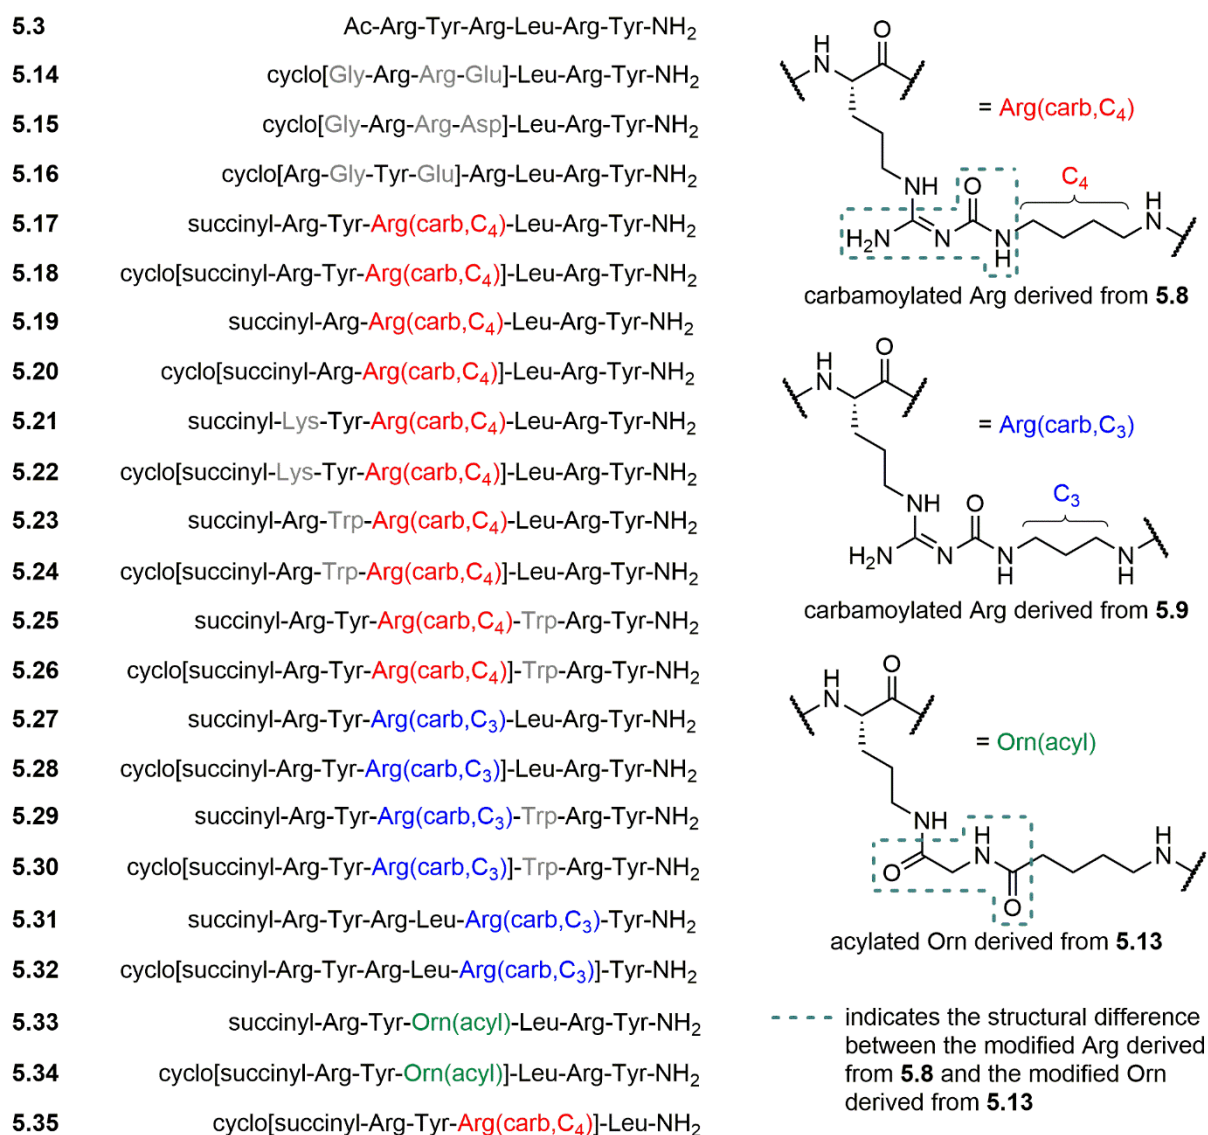 5.3 Ac-Arg-Tyr-Arg-Leu-Arg-Tyr-NH2
5.14 cyclo[Gly-Arg-Arg-Glu]-Leu-Arg-Tyr-NH2
5.15 cyclo[Gly-Arg-Arg-Asp]-Leu-Arg-Tyr-NH2
5.16 cyclo[Arg-Gly-Tyr-Glu]-Arg-Leu-Arg-Tyr-NH2
5.17 succinyl-Arg-Tyr-Arg(carb,C4)-Leu-Arg-Tyr-NH2
5.18 cyclo[succinyl-Arg-Tyr-Arg(carb,C4)]-Leu-Arg-Tyr-NH2
5.19 succinyl-Arg-Arg(carb,C4)-Leu-Arg-Tyr-NH2
5.20 cyclo[succinyl-Arg-Arg(carb,C4)]-Leu-Arg-Tyr-NH2
5.21 succinyl-Lys-Tyr-Arg(carb,C4)-Leu-Arg-Tyr-NH2
5.22 cyclo[succinyl-Lys-Tyr-Arg(carb,C4)]-Leu-Arg-Tyr-NH2
5.23 succinyl-Arg-Trp-Arg(carb,C4)-Leu-Arg-Tyr-NH2
5.24 cyclo[succinyl-Arg-Trp-Arg(carb,C4)]-Leu-Arg-Tyr-NH2
5.25 succinyl-Arg-Tyr-Arg(carb,C4)-Trp-Arg-Tyr-NH2
5.26 cyclo[succinyl-Arg-Tyr-Arg(carb,C4)]-Trp-Arg-Tyr-NH2
5.27 succinyl-Arg-Tyr-Arg(carb,C3)-Leu-Arg-Tyr-NH2
5.28 cyclo[succinyl-Arg-Tyr-Arg(carb,C3)]-Leu-Arg-Tyr-NH2
5.29 succinyl-Arg-Tyr-Arg(carb,C3)-Trp-Arg-Tyr-NH2
5.30 cyclo[succinyl-Arg-Tyr-Arg(carb,C3)]-Trp-Arg-Tyr-NH2
5.31 succinyl-Arg-Tyr-Arg-Leu-Arg(carb,C3)-Tyr-NH2
5.32 cyclo[succinyl-Arg-Tyr-Arg-Leu-Arg(carb,C3)]-Tyr-NH2
5.33 succinyl-Arg-Tyr-Orn(acyl)-Leu-Arg-Tyr-NH2
5.34 cyclo[succinyl-Arg-Tyr-Orn(acyl)]-Leu-Arg-Tyr-NH2
5.35 cyclo[succinyl-Arg-Tyr-Arg(carb,C4)]-Leu-NH2
O
H
N
= Arg(carb,C4)
NH O C4 H
H2N N N N
H
carbamoylated Arg derived from 5.8
O
H
N
= Arg(carb,C3)
NH O C3
H2N N N N
H H
carbamoylated Arg derived from 5.9
O
H
N
= Orn(acyl)
NH H H
O N N
O
acylated Orn derived from 5.13
indicates the structural difference
between the modified Arg derived
from 5.8 and the modified Orn
derived from 5.13